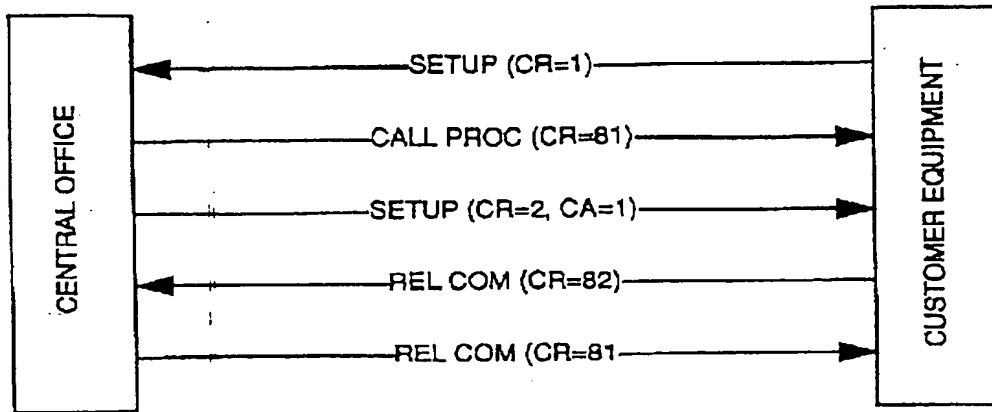 CENTRAL OFFICE
SETUP (CR=1)
CALL PROC (CR=81)
SETUP (CR=2, CA=1)
REL COM (CR=82)
REL COM (CR=81
CUSTOMER EQUIPMENT